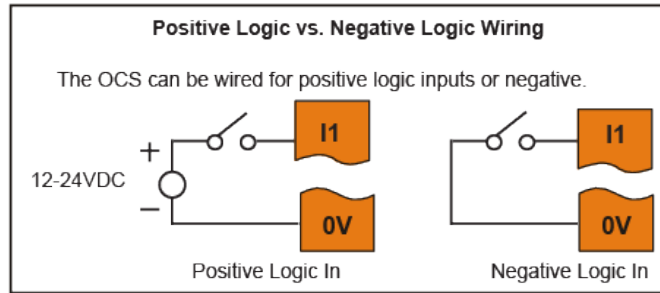 Positive Logic vs. Negative Logic Wiring
The OCS can be wired for positive logic inputs or negative.
I1
I1
+
12-24VDC
–
0V
0V
Positive Logic In
Negative Logic In